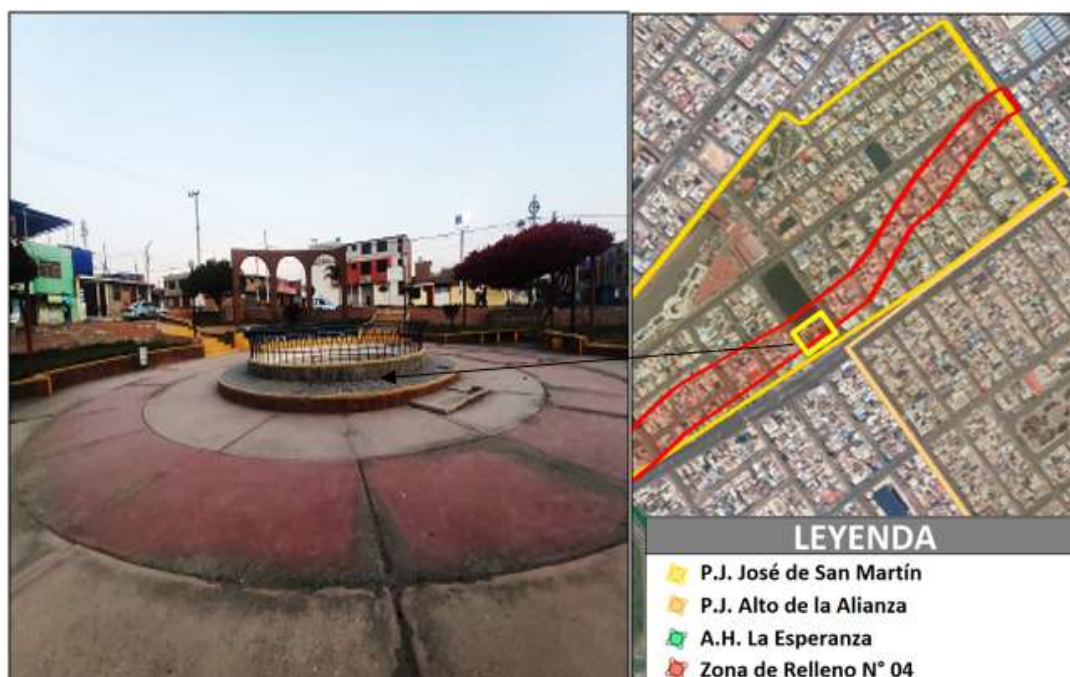 LEYENDA
P.J. José de San Martín
P.J. Alto de la Alianza
A.H. La Esperanza
Zona de Relleno N° 04